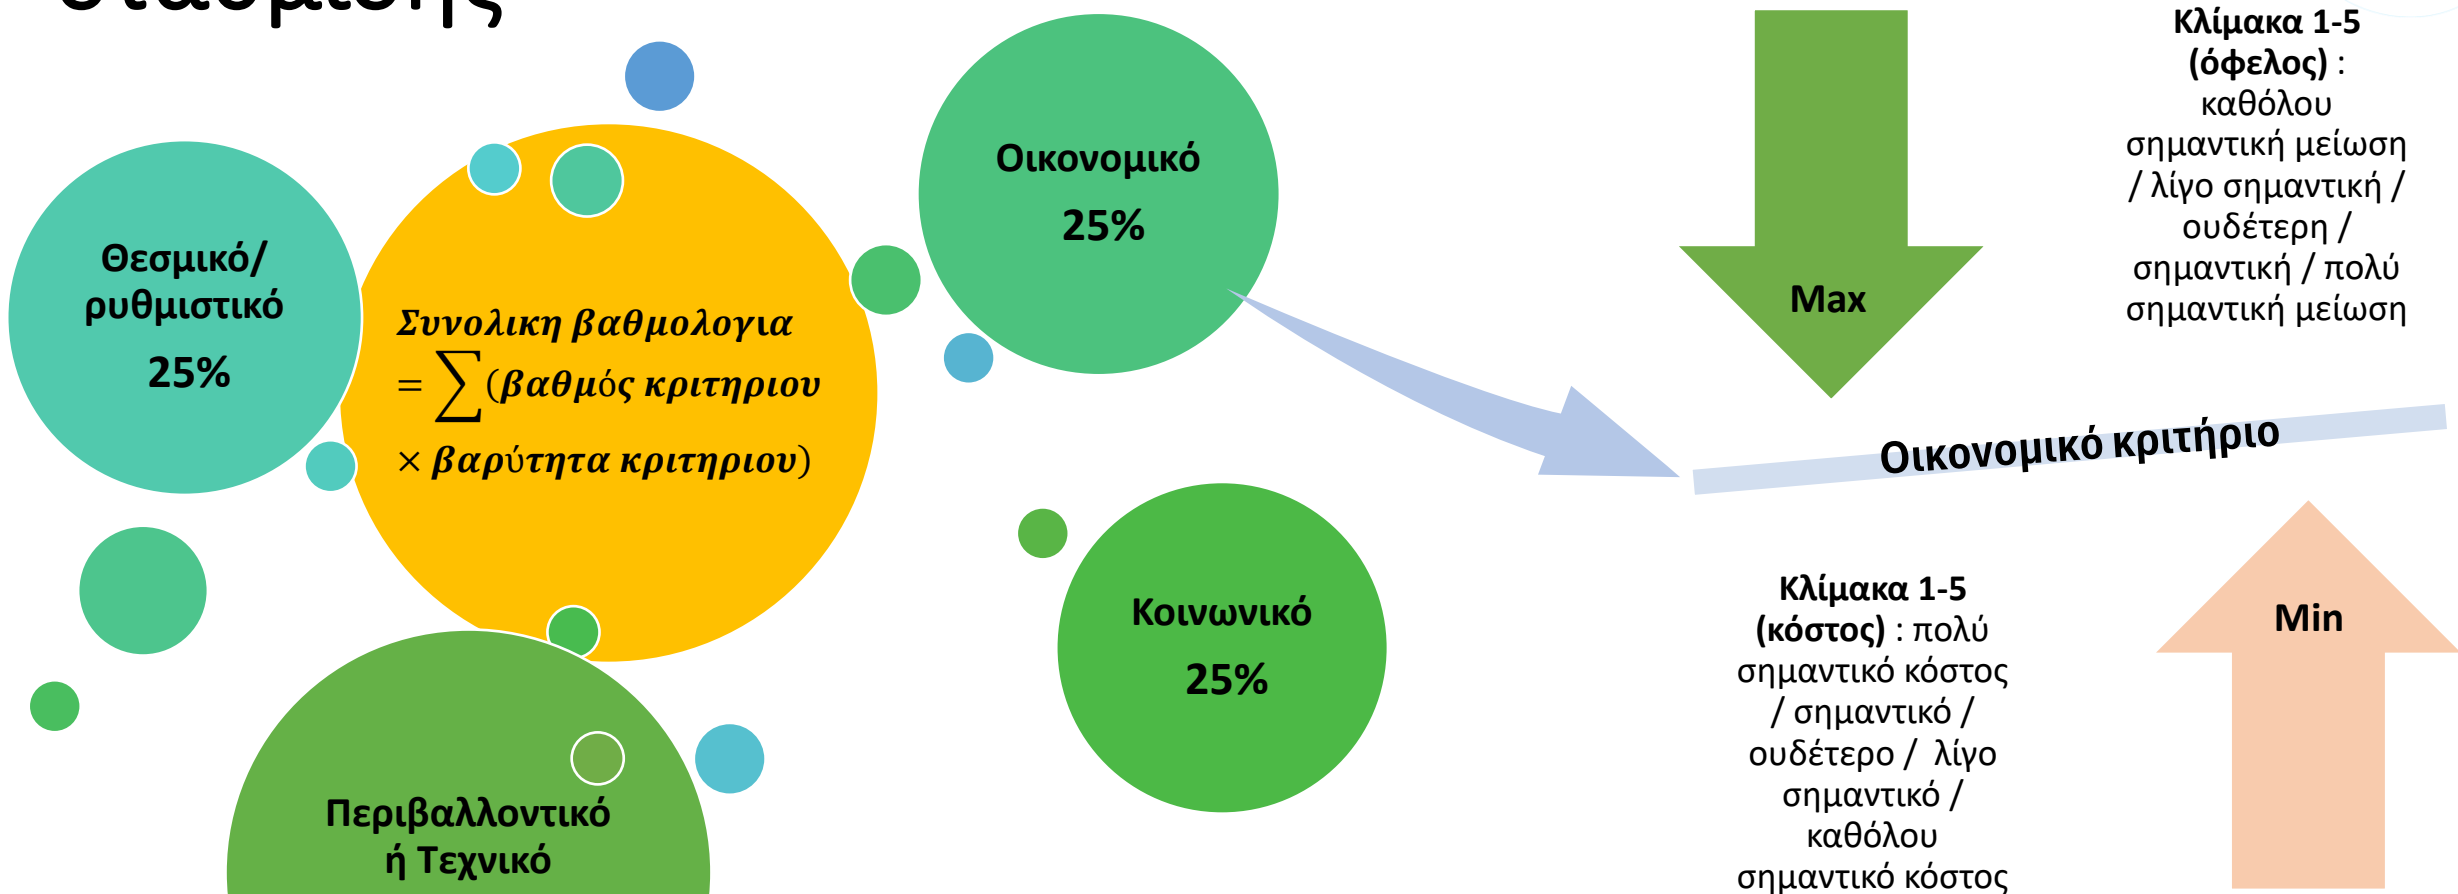 στάθμισης
Θεσμικό/
ρυθμιστικό
25%
𝜮𝝊𝝂𝝄𝝀𝜾𝜿𝜼 𝜷𝜶𝜽𝝁𝝄𝝀𝝄𝜸𝜾𝜶
= ∑(𝜷𝜶𝜽𝝁ό𝝇 𝜿𝝆𝜾𝝉𝜼𝝆𝜾𝝄𝝊
× 𝜷𝜶𝝆ύ𝝉𝜼𝝉𝜶 𝜿𝝆𝜾𝝉𝜼𝝆𝜾𝝄𝝊)
Οικονομικό
25%
Κοινωνικό
25%
Περιβαλλοντικό
ή Τεχνικό
Max
Κλίμακα 1-5
(όφελος) :
καθόλου
σημαντική μείωση
/ λίγο σημαντική /
ουδέτερη /
σημαντική / πολύ
σημαντική μείωση
Οικονομικό κριτήριο
Κλίμακα 1-5
(κόστος) : πολύ
σημαντικό κόστος
/ σημαντικό /
ουδέτερο / λίγο
σημαντικό /
καθόλου
σημαντικό κόστος
Min